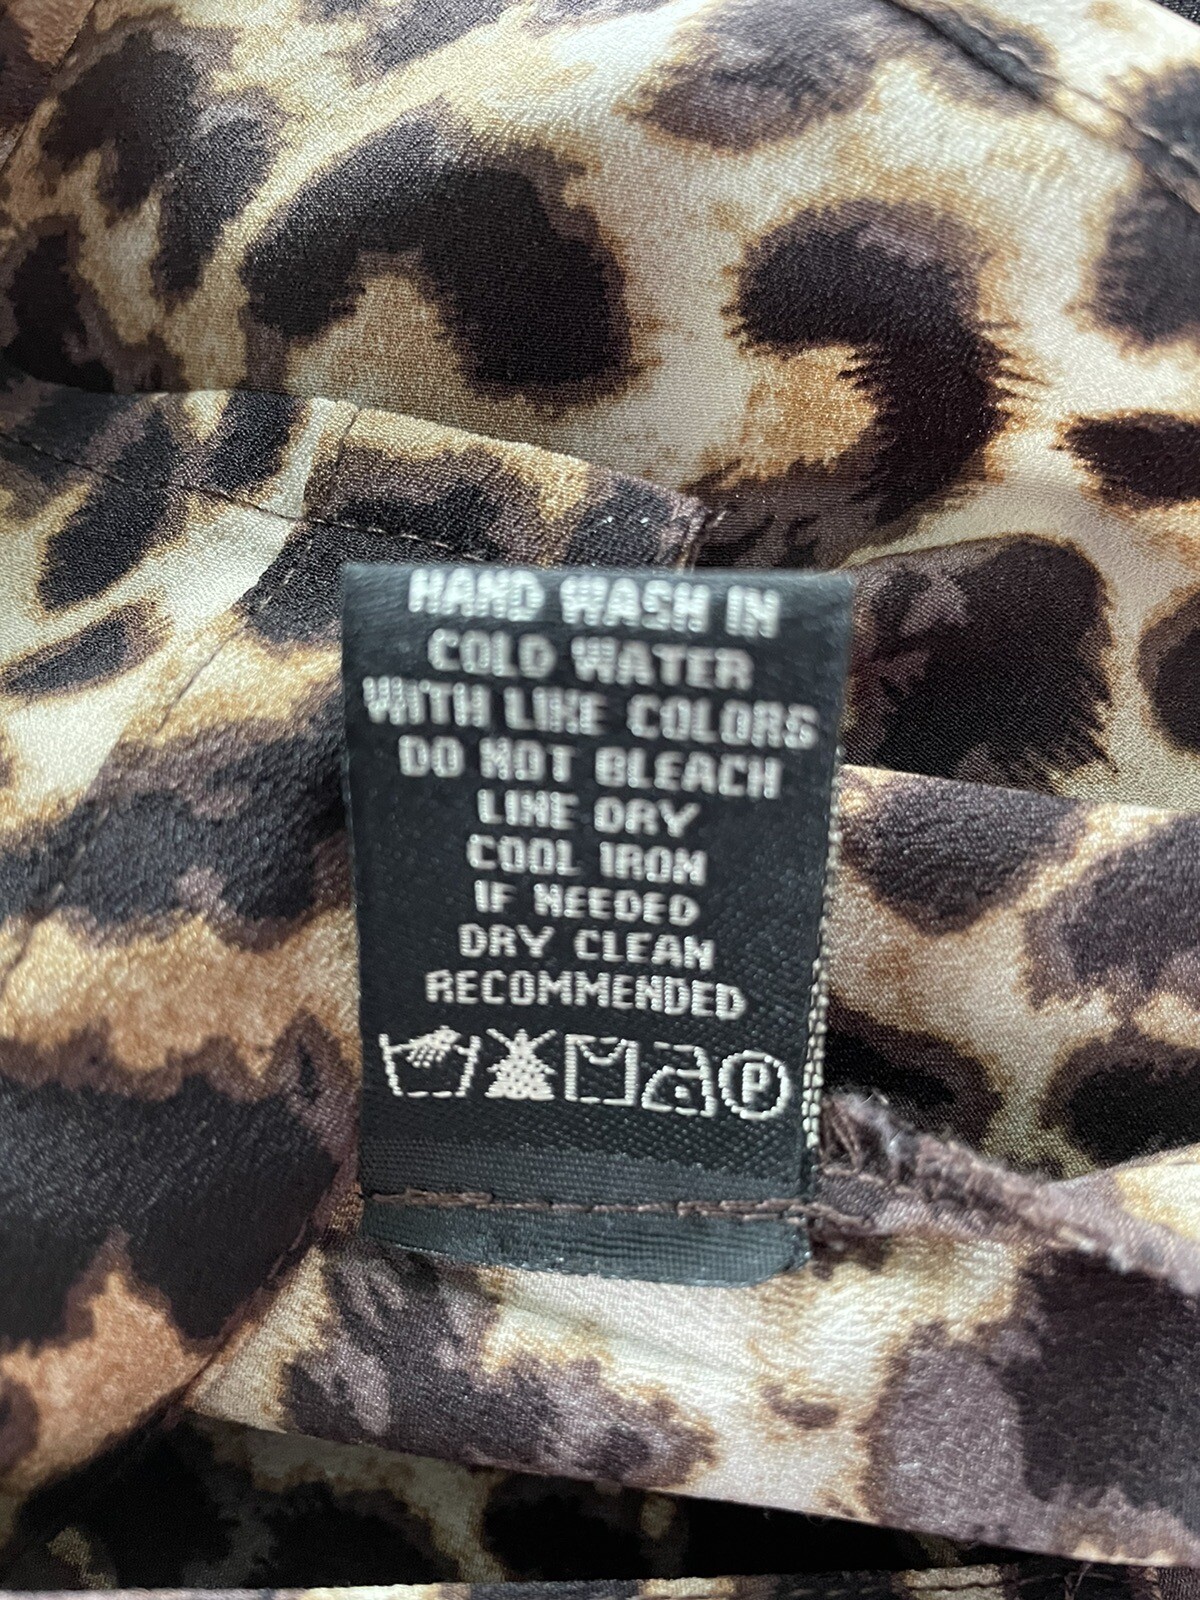 HAND WASH IN
COLD WATER
WITH LIKE COLORS
DO NOT BLEACH
LINE DRY
COOL IRON
IF NEEDED
DRY CLEAN
RECOMMENDED
P